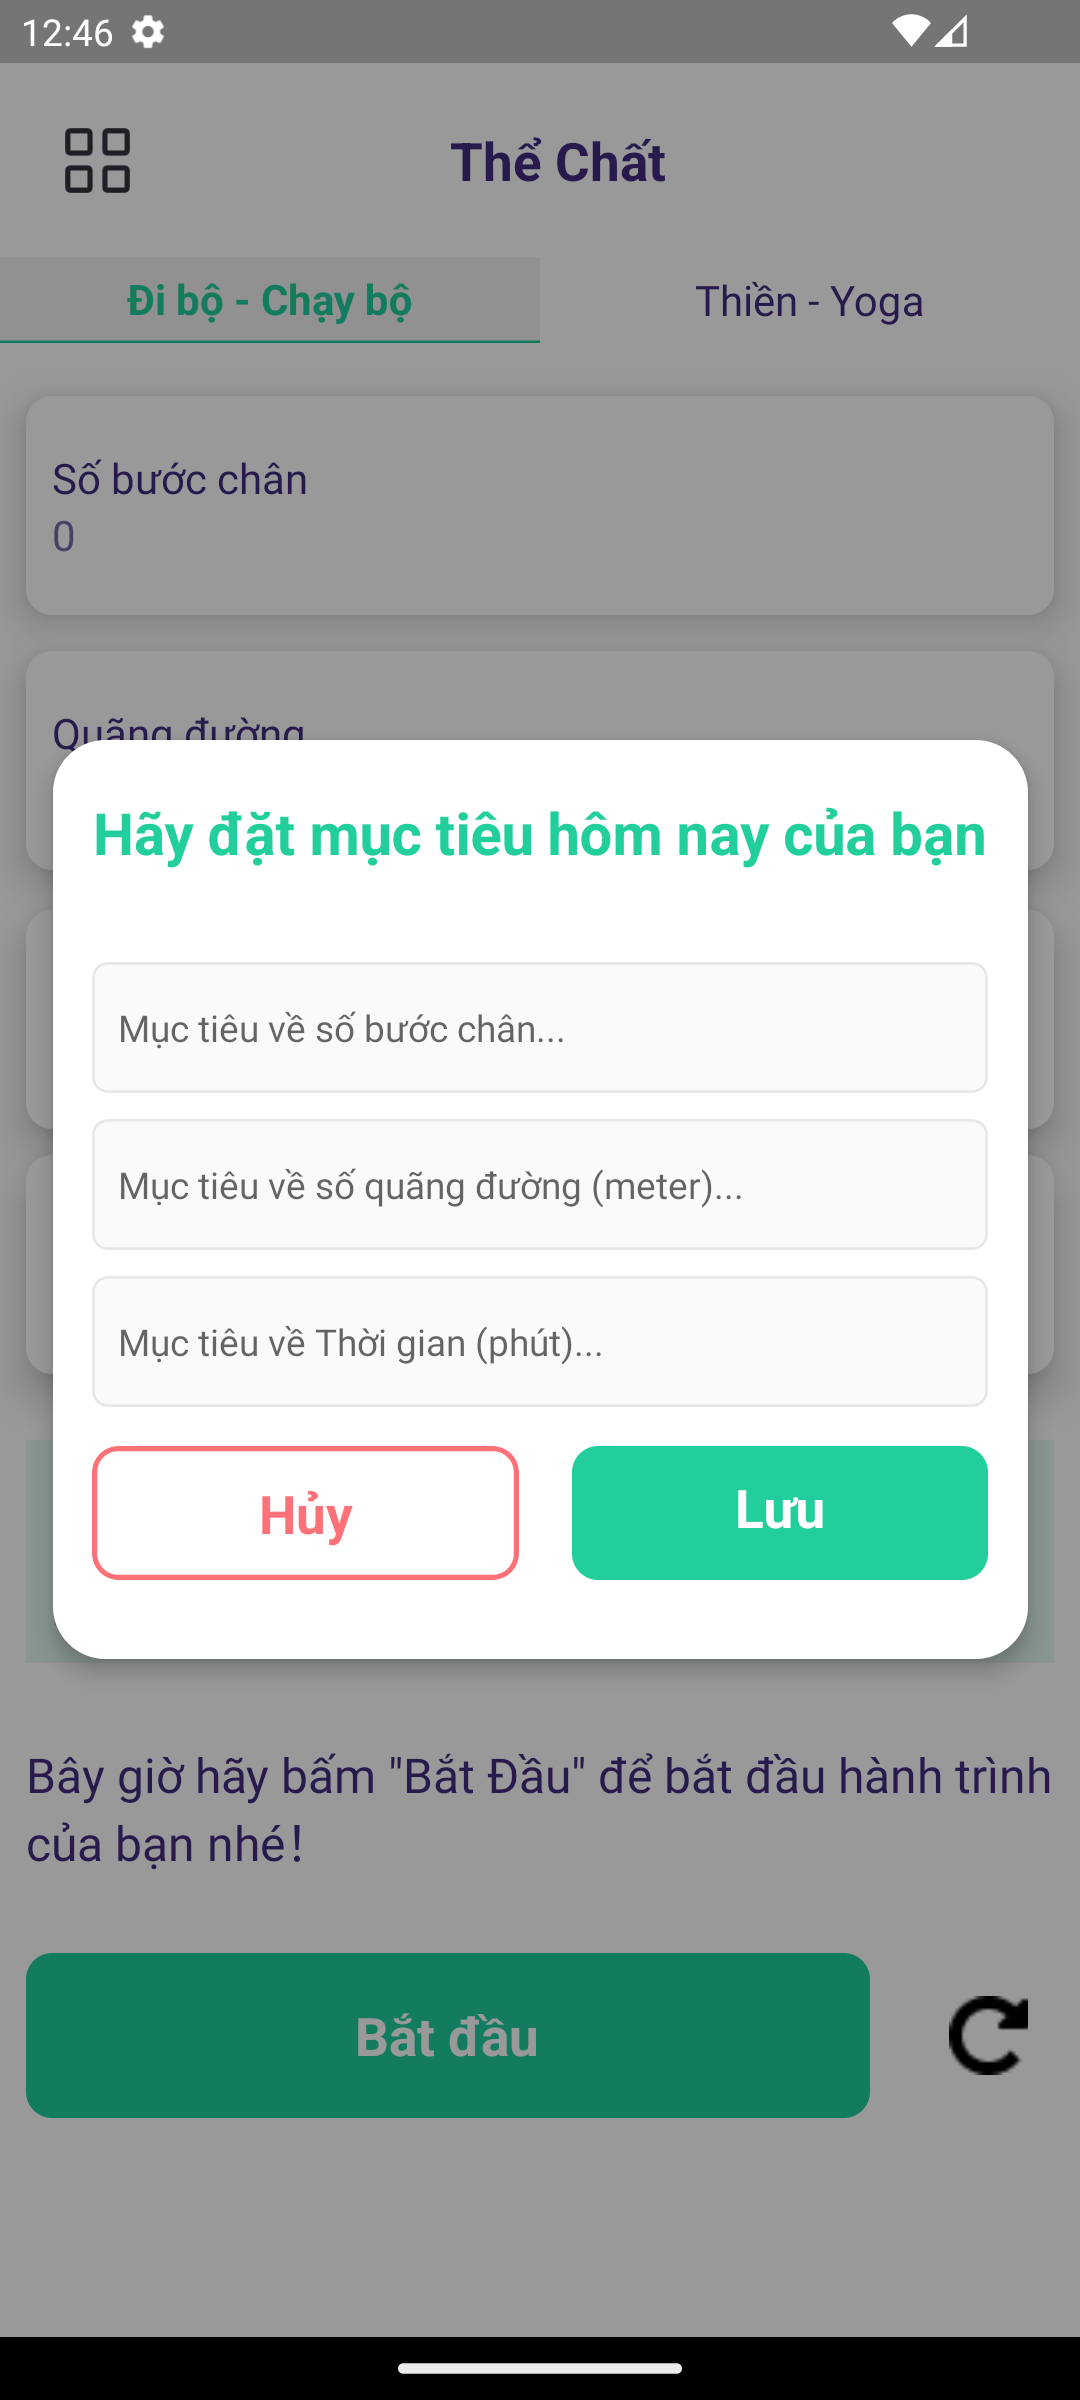 12:46
Thể Chất
Đi bộ - Chạy bộ
Thiền - Yoga
Số bước chân
0
Quãng đường
Hãy đặt mục tiêu hôm nay của bạn
Mục tiêu về số bước chân...
Mục tiêu về số quãng đường (meter)...
Mục tiêu về Thời gian (phút)...
Hủy
Lưu
Bây giờ hãy bấm "Bắt Đầu" để bắt đầu hành trình
của bạn nhé!
Bắt đầu